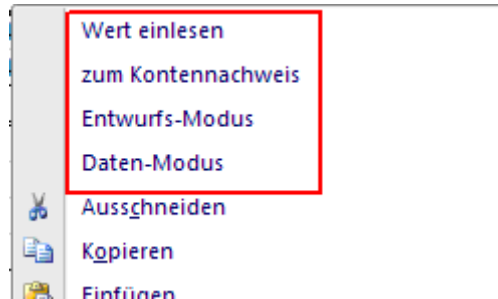 Wert einlesen
zum Kontennachweis
Entwurfs-Modus
Daten-Modus
Ausschneiden
Kopieren
Einfügen